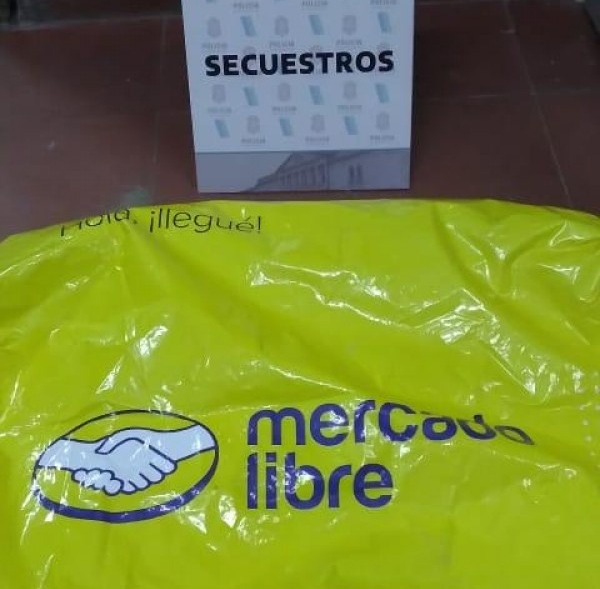 SECUESTROS
Hola, ¡llegué!
mercado
libre